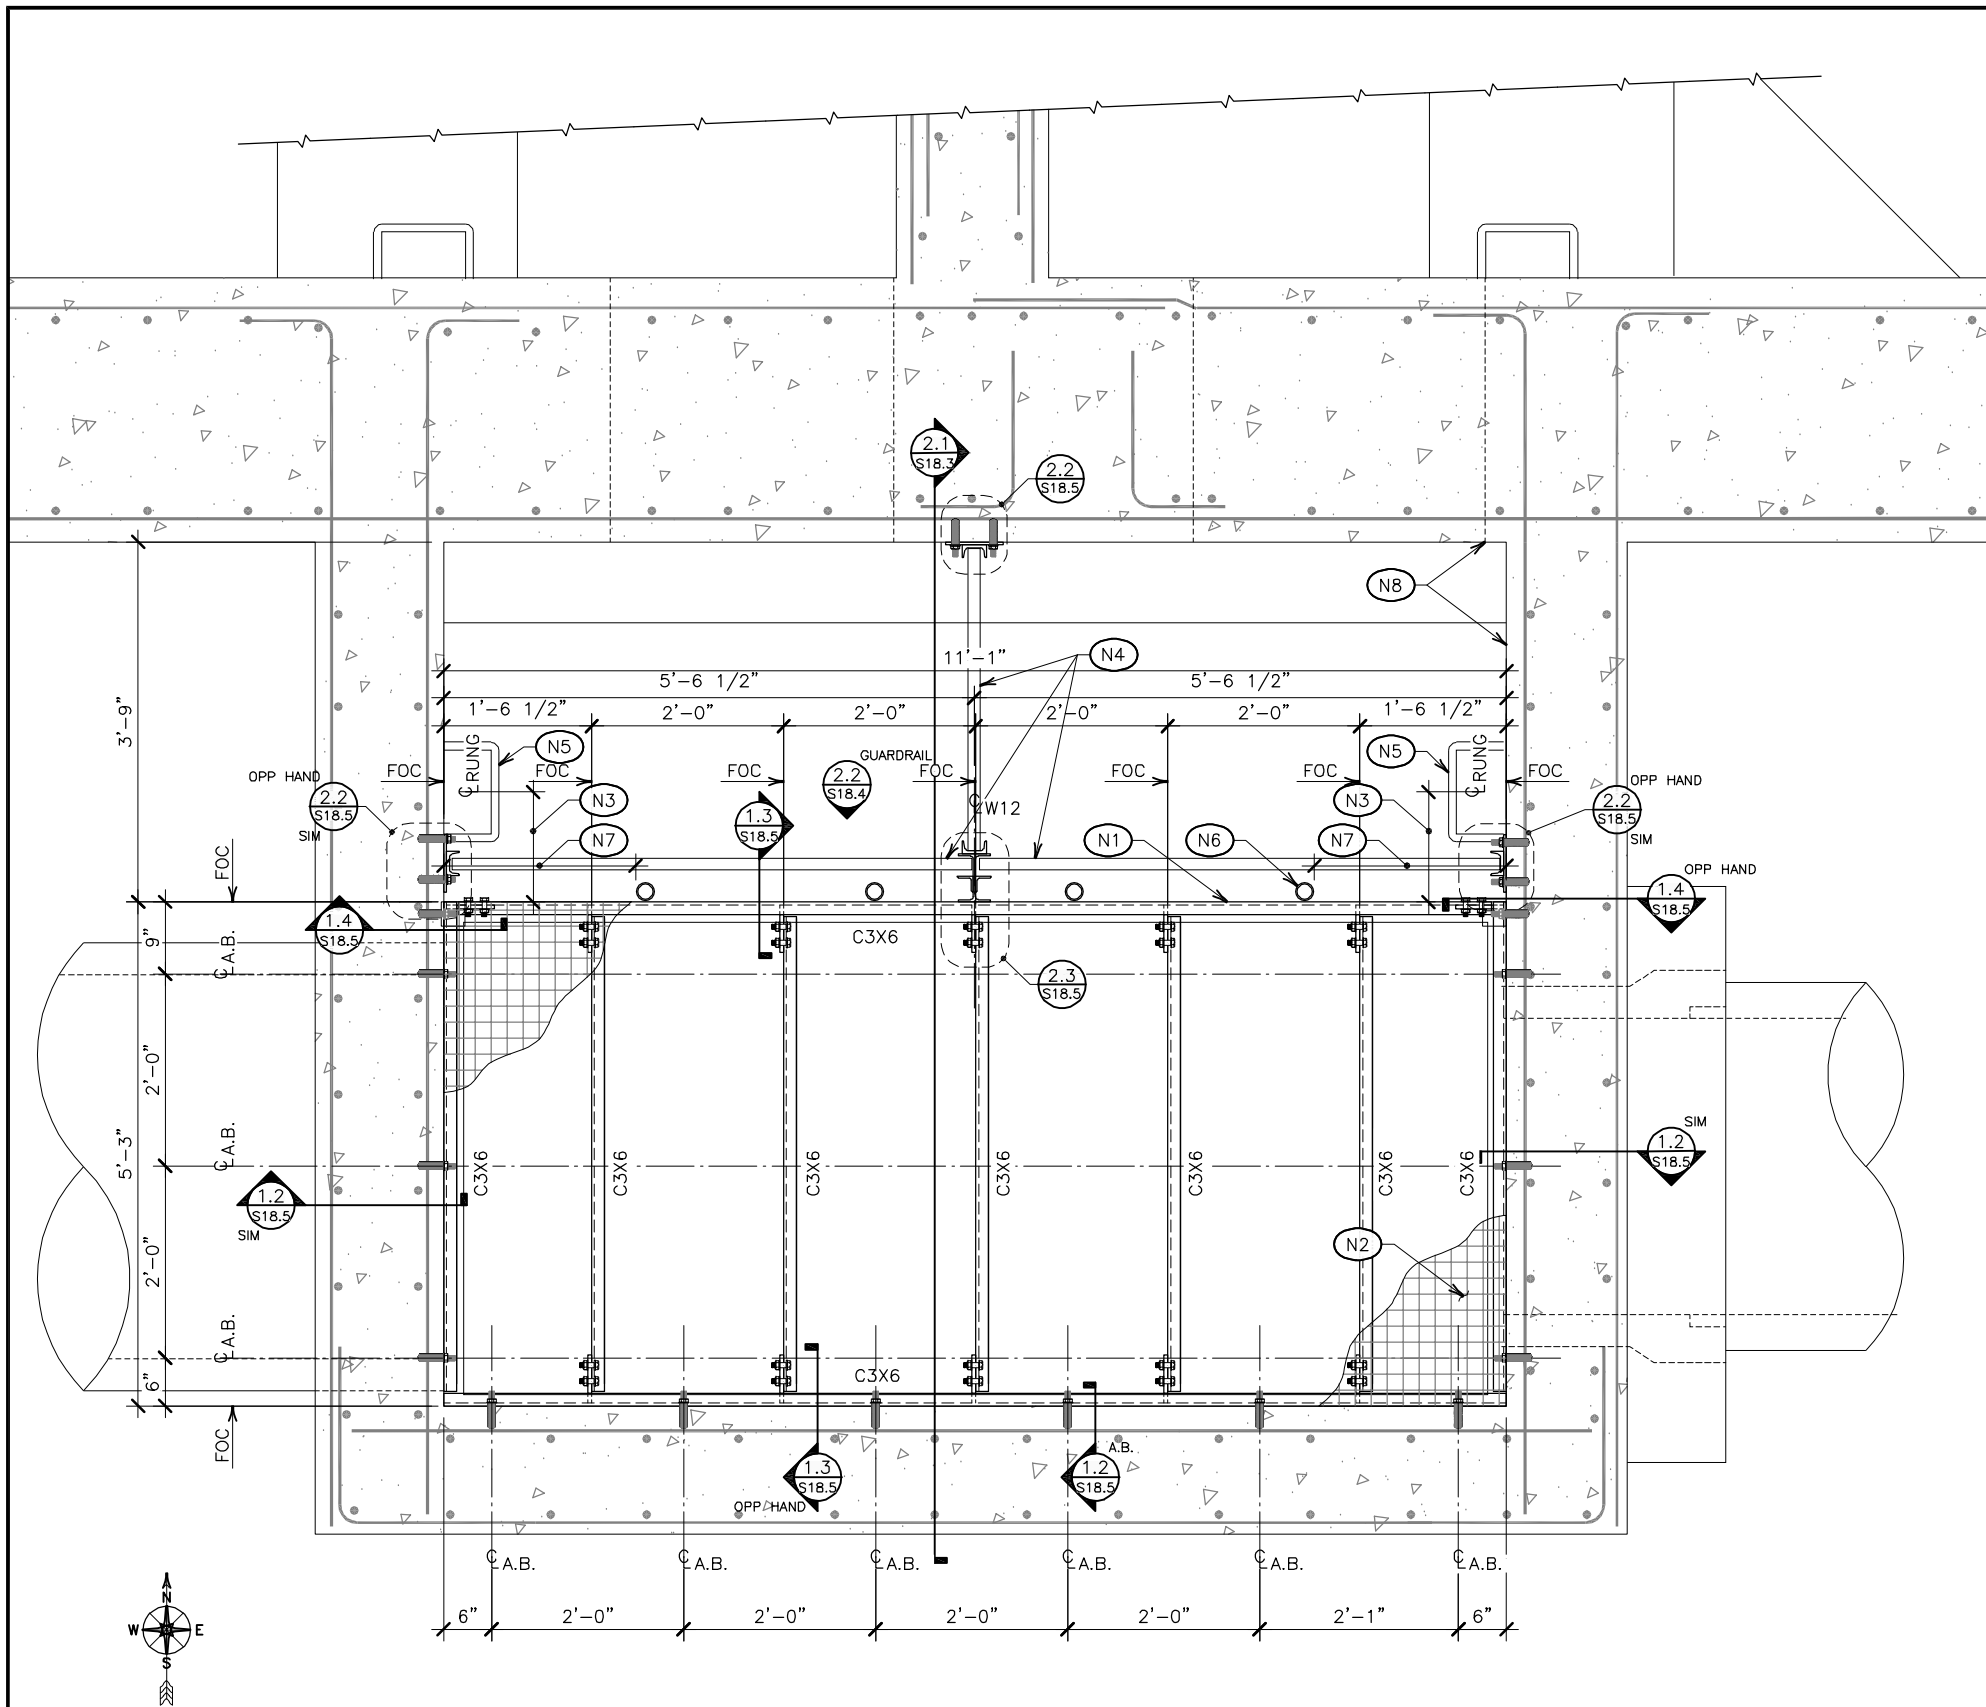 2.1
S18.3
2.2
S18.5
N8
N4
11'-1"
5'-6 1/2"
5'-6 1/2"
1'-6 1/2"
2'-0"
2'-0"
2'-0"
2'-0"
1'-6 1/2"
3'-9"
N5
N5
GUARDRAIL
℄ RUNG
℄ RUNG
FOC
FOC
FOC
FOC
FOC
FOC
FOC
OPP HAND
2.2
S18.5
SIM
2.2
S18.4
OPP HAND
2.2
S18.5
SIM
N3
N3
℄ W12
1.3
S18.5
N7
N1
N6
N7
FOC
OPP HAND
1.4
S18.5
1.4
S18.5
9"
℄ A.B.
C3X6
2.3
S18.5
2'-0"
5'-3"
℄ A.B.
SIM
1.2
S18.5
C3X6
C3X6
C3X6
C3X6
C3X6
C3X6
C3X6
1.2
S18.5
SIM
2'-0"
N2
℄ A.B.
6"
C3X6
FOC
1.3
S18.5
OPP HAND
A.B.
1.2
S18.5
℄ A.B.
℄ A.B.
℄ A.B.
℄ A.B.
℄ A.B.
℄ A.B.
6"
2'-0"
2'-0"
2'-0"
2'-0"
2'-1"
6"
N
W
E
S